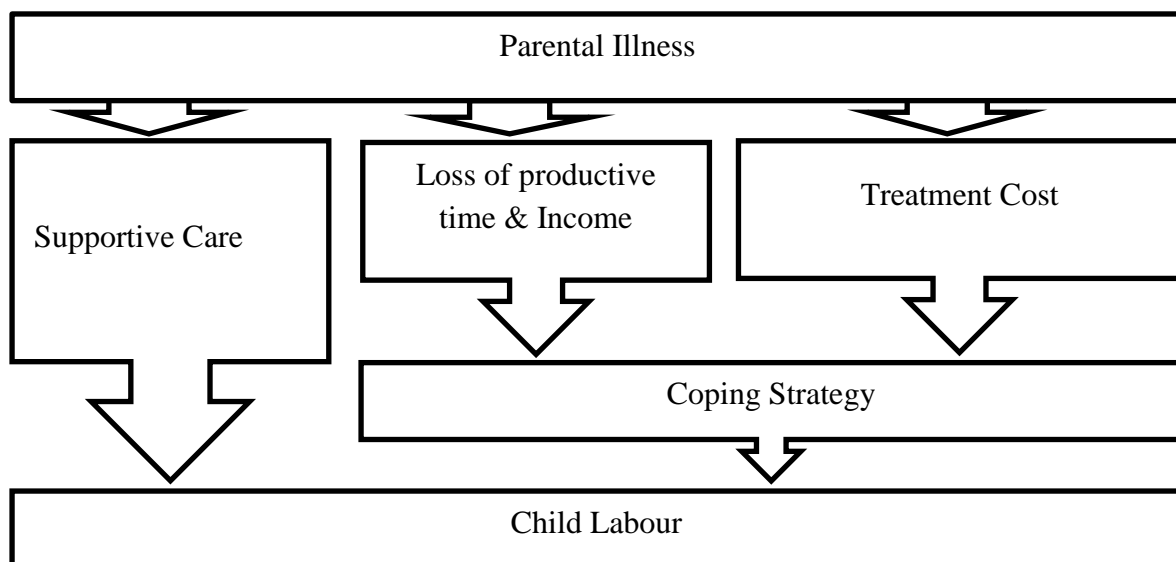 Parental Illness
Supportive Care
Loss of productive
time & Income
Treatment Cost
Coping Strategy
Child Labour